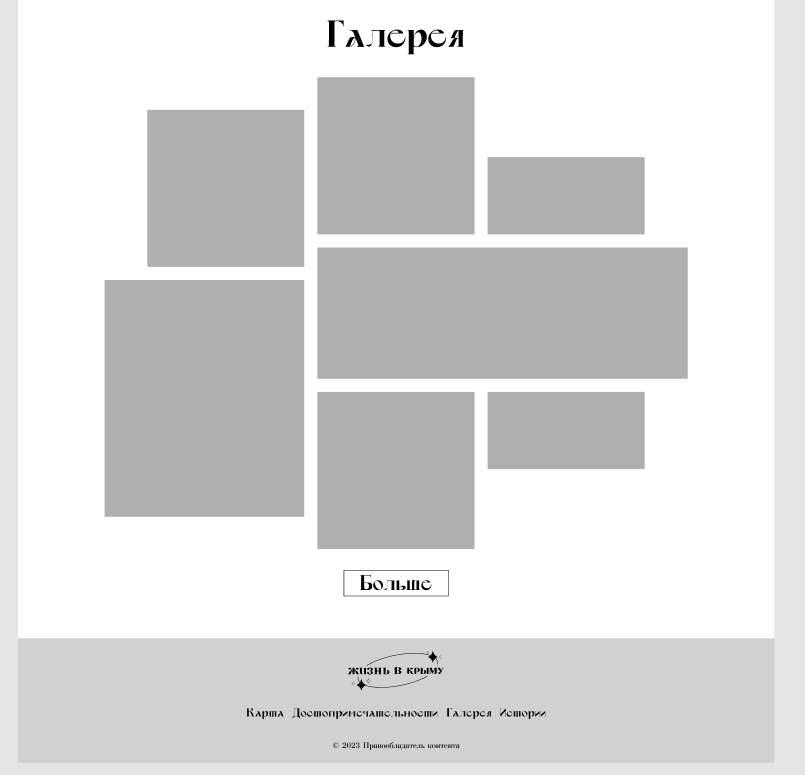 Галерея
Больше
ЖИЗНЬ В КРЫМУ
Карта Достопримечательности Галерея Истории
© 2023 Правообладатель контента